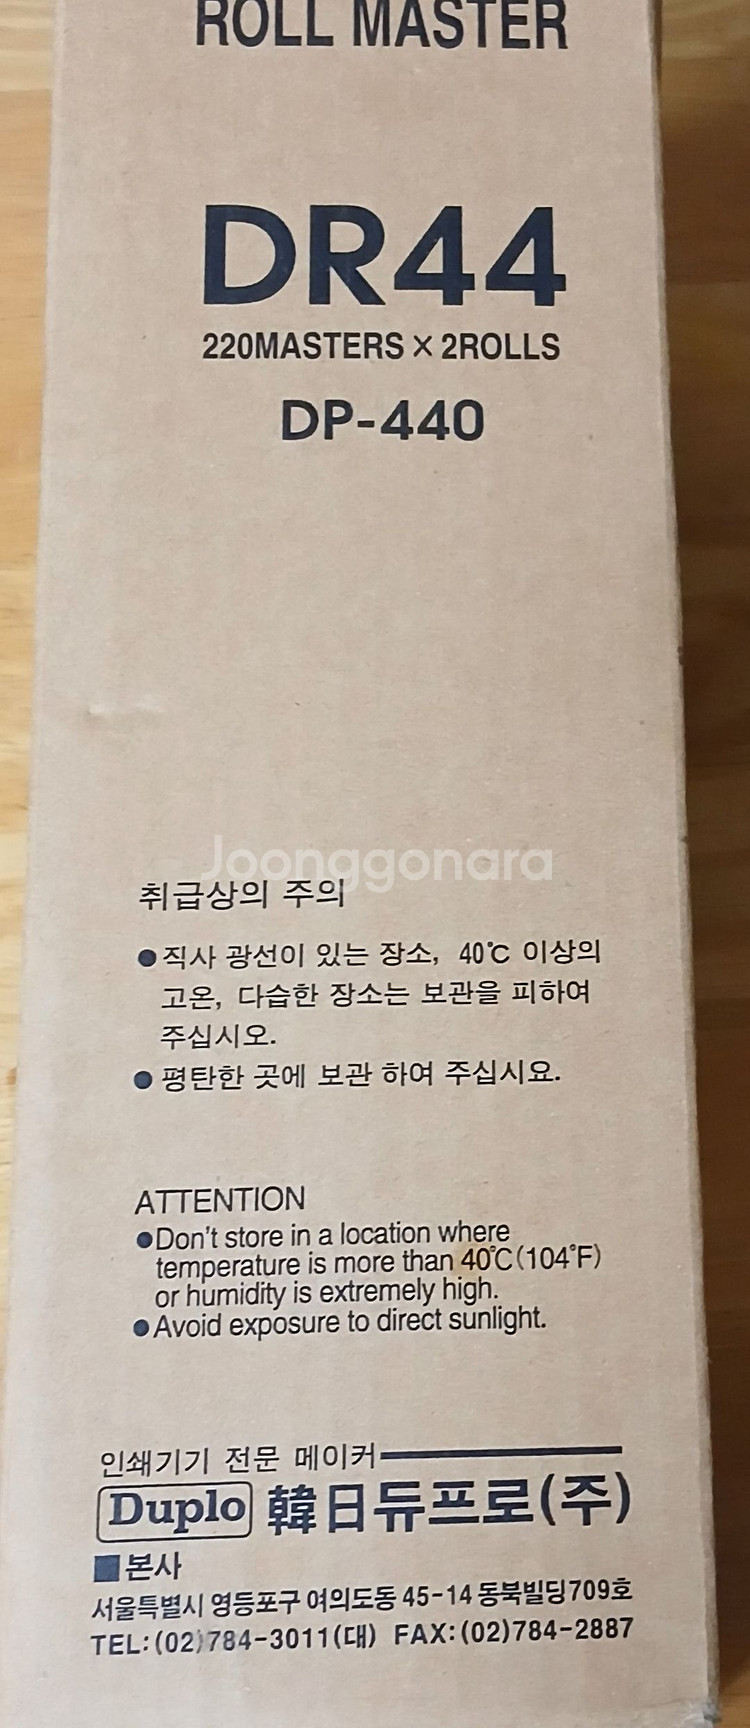 ROLL MASTER
DR44
220MASTERS × 2ROLLS
DP-440
Joonggonara
취급상의 주의
●직사 광선이 있는 장소, 40℃ 이상의
고온, 다습한 장소는 보관을 피하여
주십시오.
●평탄한 곳에 보관 하여 주십시요.
ATTENTION
●Don't store in a location where
temperature is more than 40℃(104℉)
or humidity is extremely high.
●Avoid exposure to direct sunlight.
인쇄기기 전문 메이커
Duplo 韓日듀프로(주)
■본사
서울특별시 영등포구 여의도동 45-14 동북빌딩709호
TEL:(02)784-3011(대) FAX:(02)784-2887